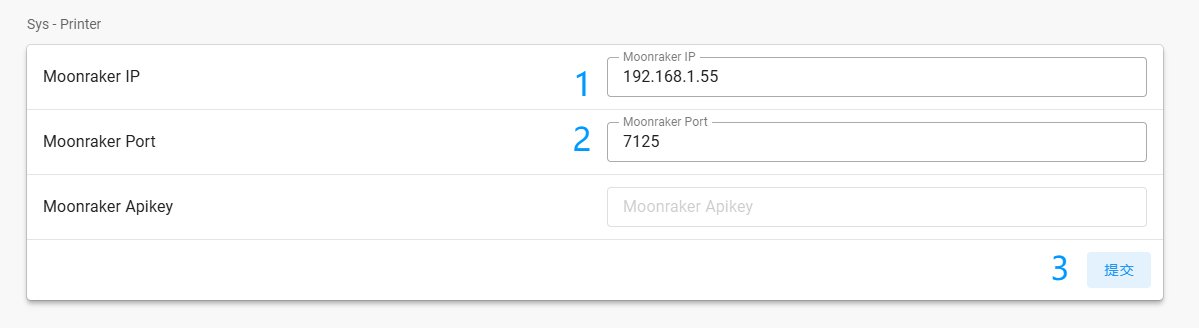 Sys - Printer
Moonraker IP
1
Moonraker IP
192.168.1.55
Moonraker Port
2
Moonraker Port
7125
Moonraker Apikey
Moonraker Apikey
3
提交